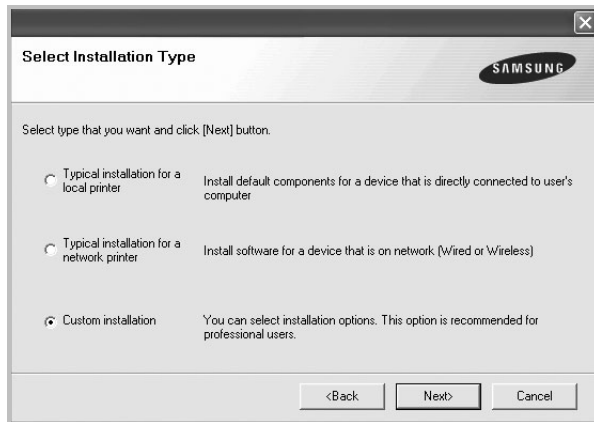 Select Installation Type
SAMSUNG
Select type that you want and click [Next] button.
Typical installation for a
local printer
Install default components for a device that is directly connected to user's
computer
Typical installation for a
network printer
Install software for a device that is on network (Wired or Wireless)
Custom installation
You can select installation options. This option is recommended for
professional users.
<Back
Next>
Cancel